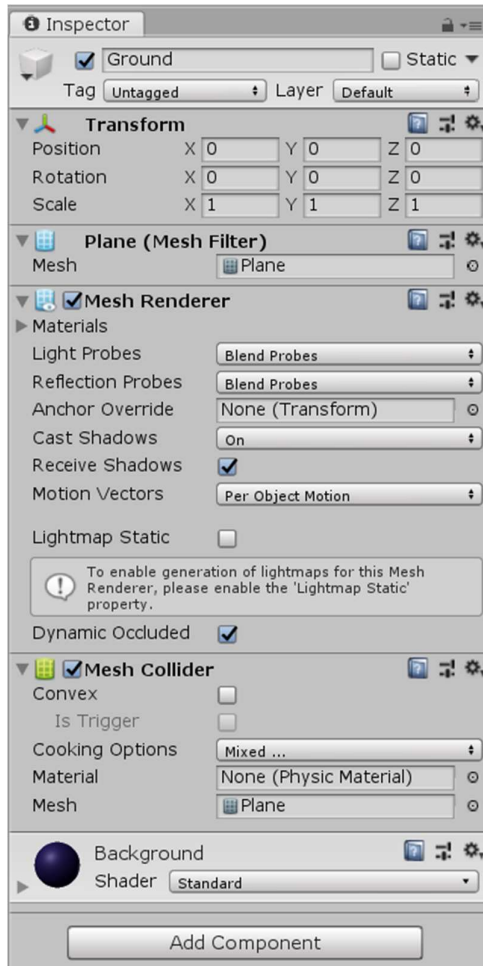 Inspector
Ground Static
Tag Untagged Layer Default
Transform
Position X 0 Y 0 Z 0
Rotation X 0 Y 0 Z 0
Scale X 1 Y 1 Z 1
Plane (Mesh Filter)
Mesh Plane
Mesh Renderer
Materials
Light Probes Blend Probes
Reflection Probes Blend Probes
Anchor Override None (Transform)
Cast Shadows On
Receive Shadows
Motion Vectors Per Object Motion
Lightmap Static
To enable generation of lightmaps for this Mesh
Renderer, please enable the 'Lightmap Static'
property.
Dynamic Occluded
Mesh Collider
Convex
Is Trigger
Cooking Options Mixed ...
Material None (Physic Material)
Mesh Plane
Background
Shader Standard
Add Component